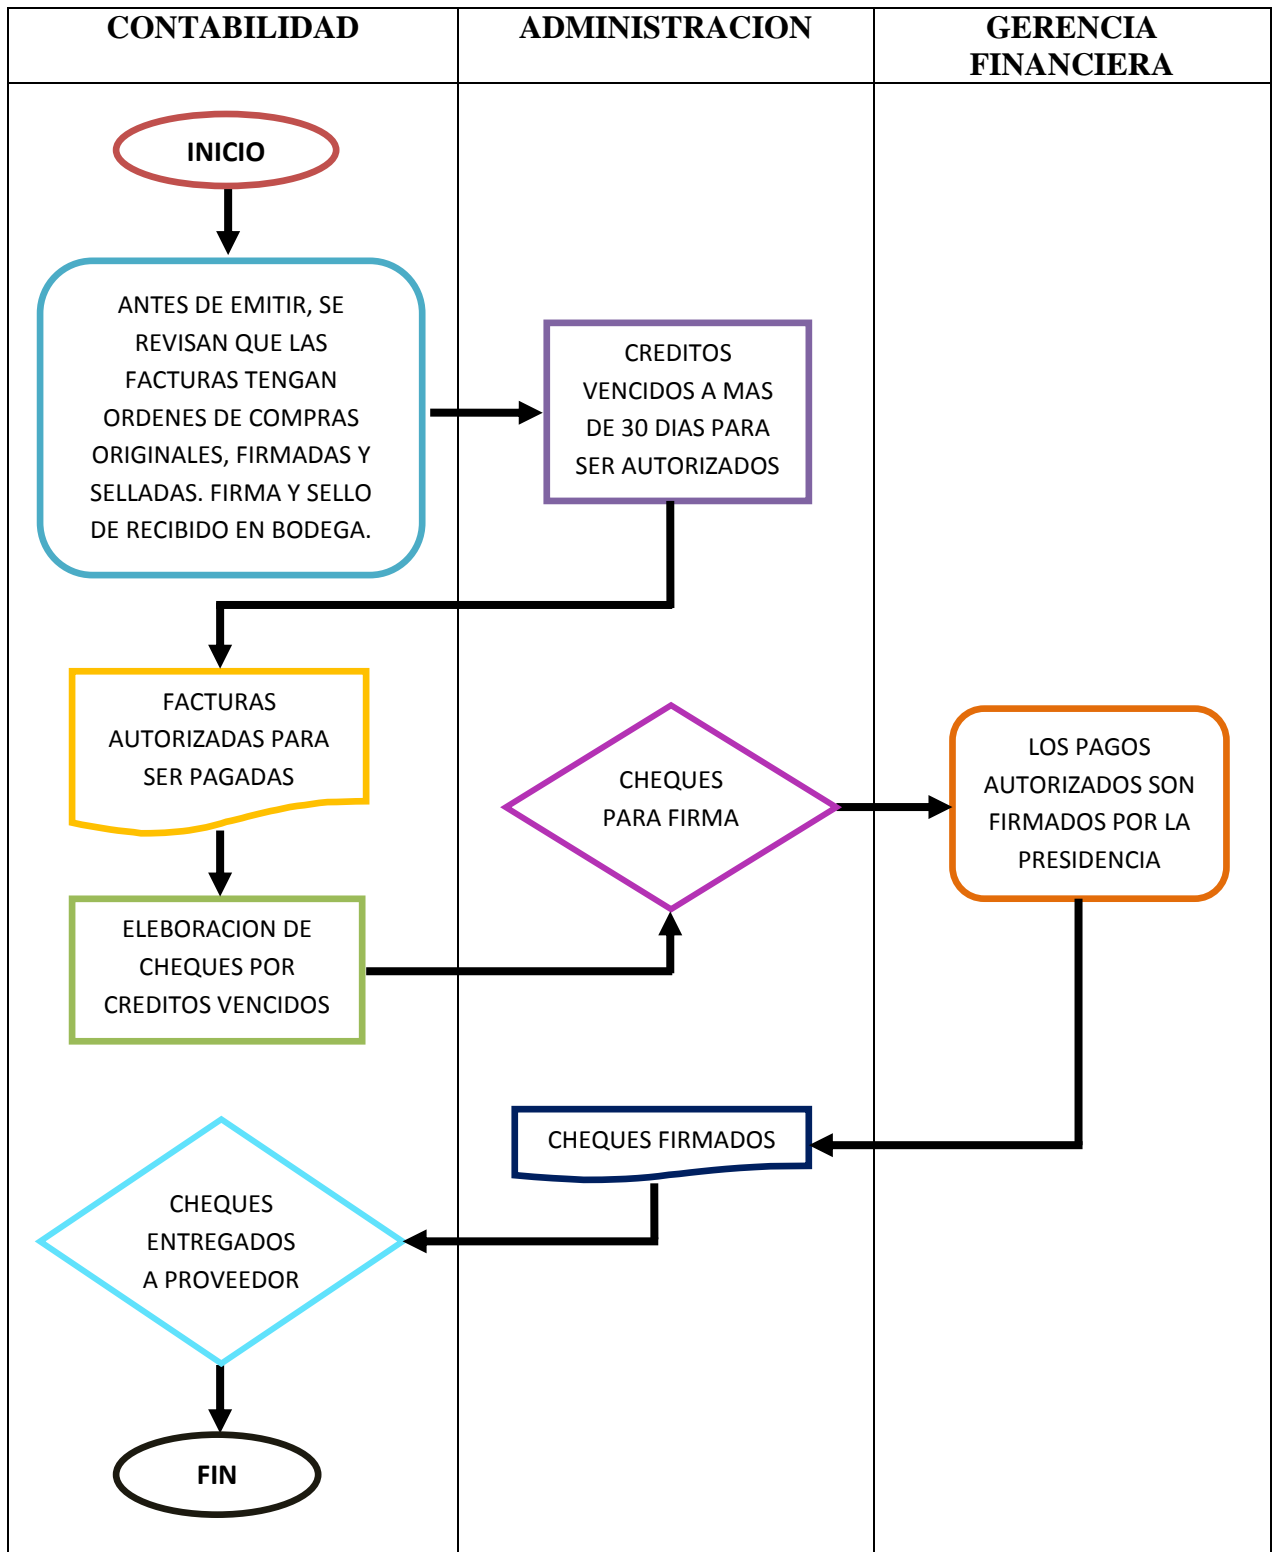 CONTABILIDAD
ADMINISTRACION
GERENCIA
FINANCIERA
INICIO
ANTES DE EMITIR, SE
REVISAN QUE LAS
FACTURAS TENGAN
ORDENES DE COMPRAS
ORIGINALES, FIRMADAS Y
SELLADAS. FIRMA Y SELLO
DE RECIBIDO EN BODEGA.
CREDITOS
VENCIDOS A MAS
DE 30 DIAS PARA
SER AUTORIZADOS
FACTURAS
AUTORIZADAS PARA
SER PAGADAS
ELEBORACION DE
CHEQUES POR
CREDITOS VENCIDOS
CHEQUES
PARA FIRMA
LOS PAGOS
AUTORIZADOS SON
FIRMADOS POR LA
PRESIDENCIA
CHEQUES FIRMADOS
CHEQUES
ENTREGADOS
A PROVEEDOR
FIN